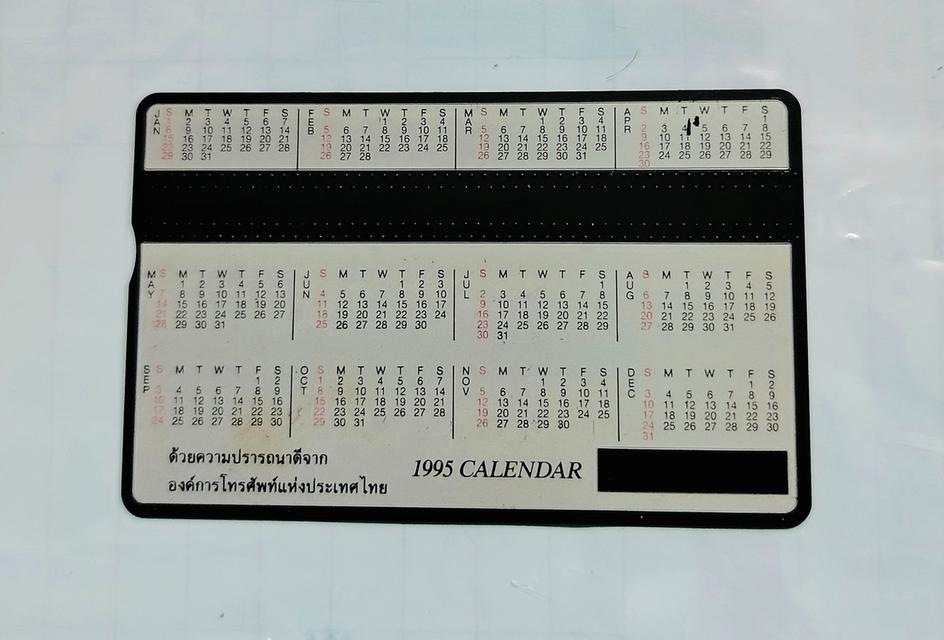 JAN
S M T W T F S
1 2 3 4 5 6 7
8 9 10 11 12 13 14
15 16 17 18 19 20 21
22 23 24 25 26 27 28
29 30 31
FEB
S M T W T F S
1 2 3 4
5 6 7 8 9 10 11
12 13 14 15 16 17 18
19 20 21 22 23 24 25
26 27 28
MAR
S M T W T F S
1 2 3 4
5 6 7 8 9 10 11
12 13 14 15 16 17 18
19 20 21 22 23 24 25
26 27 28 29 30 31
APR
S M T W T F S
1
2 3 4 5 6 7 8
9 10 11 12 13 14 15
16 17 18 19 20 21 22
23 24 25 26 27 28 29
30
MAY
S M T W T F S
1 2 3 4 5 6
7 8 9 10 11 12 13
14 15 16 17 18 19 20
21 22 23 24 25 26 27
28 29 30 31
JUN
S M T W T F S
1 2 3
4 5 6 7 8 9 10
11 12 13 14 15 16 17
18 19 20 21 22 23 24
25 26 27 28 29 30
JUL
S M T W T F S
1
2 3 4 5 6 7 8
9 10 11 12 13 14 15
16 17 18 19 20 21 22
23 24 25 26 27 28 29
30 31
AUG
S M T W T F S
1 2 3 4 5
6 7 8 9 10 11 12
13 14 15 16 17 18 19
20 21 22 23 24 25 26
27 28 29 30 31
SEP
S M T W T F S
1 2
3 4 5 6 7 8 9
10 11 12 13 14 15 16
17 18 19 20 21 22 23
24 25 26 27 28 29 30
OCT
S M T W T F S
1 2 3 4 5 6 7
8 9 10 11 12 13 14
15 16 17 18 19 20 21
22 23 24 25 26 27 28
29 30 31
NOV
S M T W T F S
1 2 3 4
5 6 7 8 9 10 11
12 13 14 15 16 17 18
19 20 21 22 23 24 25
26 27 28 29 30
DEC
S M T W T F S
1 2
3 4 5 6 7 8 9
10 11 12 13 14 15 16
17 18 19 20 21 22 23
24 25 26 27 28 29 30
31
ด้วยความปรารถนาดีจาก
องค์การโทรศัพท์แห่งประเทศไทย
1995 CALENDAR